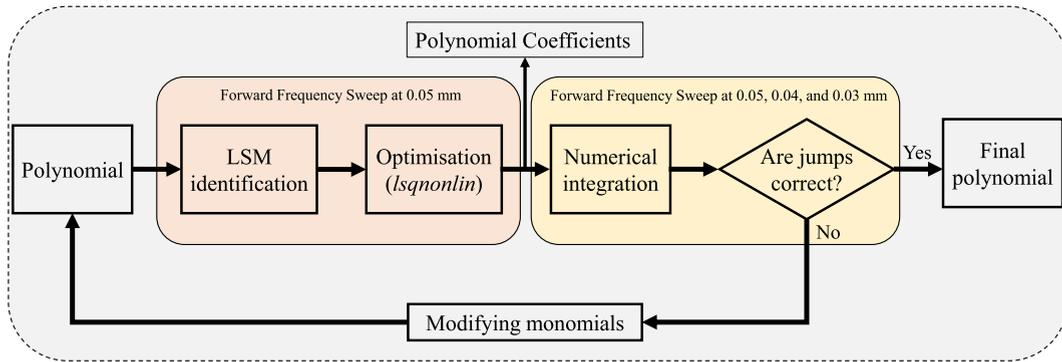 Polynomial Coefficients
Forward Frequency Sweep at 0.05 mm
Forward Frequency Sweep at 0.05, 0.04, and 0.03 mm
Polynomial
LSM
identification
Optimisation
(lsqnonlin)
Numerical
integration
Are jumps
correct?
Yes
Final
polynomial
No
Modifying monomials